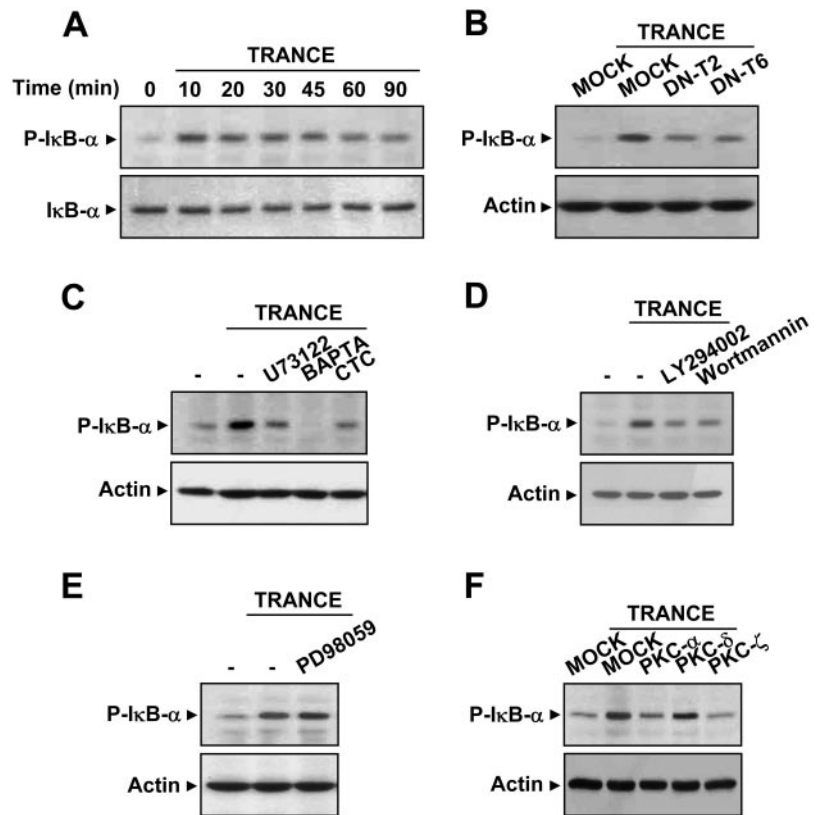 A
TRANCE
Time (min) 0 10 20 30 45 60 90
P-IκB-α
IκB-α
B
TRANCE
MOCK MOCK DN-T2 DN-T6
P-IκB-α
Actin
C
TRANCE
- - U73122 BAPTA CTC
P-IκB-α
Actin
D
TRANCE
- - LY294002 Wortmannin
P-IκB-α
Actin
E
TRANCE
- - PD98059
P-IκB-α
Actin
F
TRANCE
MOCK MOCK PKC-α PKC-δ PKC-ζ
P-IκB-α
Actin